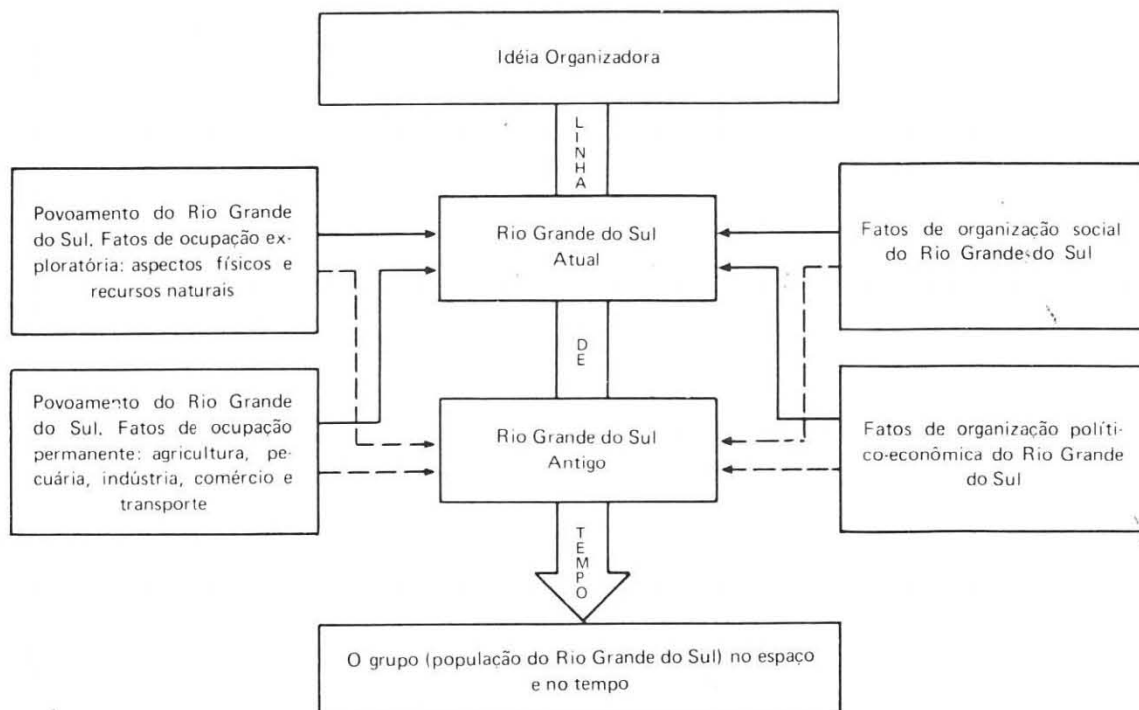 Idéia Organizadora
LINHA
Povoamento do Rio Grande
do Sul. Fatos de ocupação ex-
ploratória: aspectos físicos e
recursos naturais
Rio Grande do Sul
Atual
Fatos de organização social
do Rio Grande do Sul
DE
Povoamento do Rio Grande
do Sul. Fatos de ocupação
permanente: agricultura, pe-
cuária, indústria, comércio e
transporte
Rio Grande do Sul
Antigo
Fatos de organização políti-
co-econômica do Rio Grande
do Sul
TEMPO
O grupo (população do Rio Grande do Sul) no espaço
e no tempo